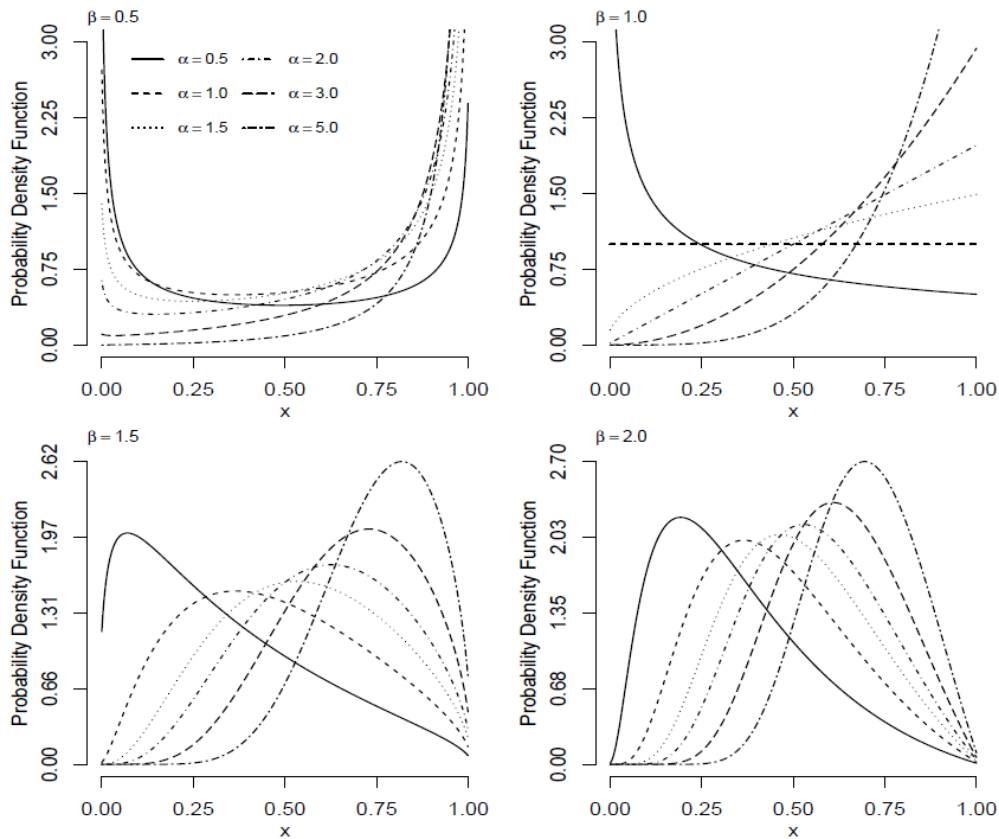 β = 0.5
Probability Density Function
3.00
2.25
1.50
0.75
0.00
α = 0.5
α = 1.0
α = 1.5
α = 2.0
α = 3.0
α = 5.0
0.00 0.25 0.50 0.75 1.00
x
β = 1.0
Probability Density Function
3.00
2.25
1.50
0.75
0.00
0.00 0.25 0.50 0.75 1.00
x
β = 1.5
Probability Density Function
2.62
1.97
1.31
0.66
0.00
0.00 0.25 0.50 0.75 1.00
x
β = 2.0
Probability Density Function
2.70
2.03
1.35
0.68
0.00
0.00 0.25 0.50 0.75 1.00
x